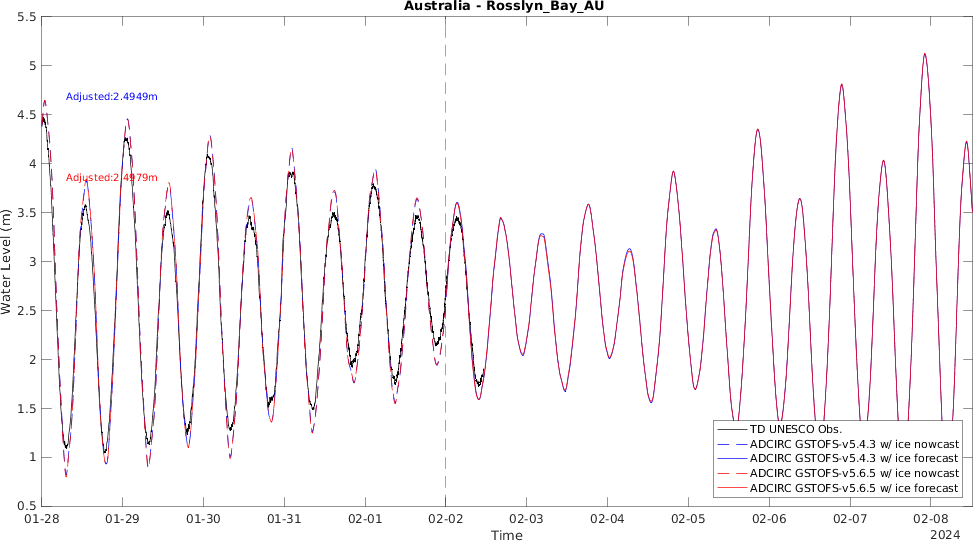 Australia - Rosslyn_Bay_AU
5.5
5
4.5
4
3.5
3
2.5
2
1.5
1
0.5
Water Level (m)
Adjusted:2.4949m
Adjusted:2.4979m
TD UNESCO Obs.
ADCIRC GSTOFS-v5.4.3 w/ ice nowcast
ADCIRC GSTOFS-v5.4.3 w/ ice forecast
ADCIRC GSTOFS-v5.6.5 w/ ice nowcast
ADCIRC GSTOFS-v5.6.5 w/ ice forecast
01-28 01-29 01-30 01-31 02-01 02-02 02-03 02-04 02-05 02-06 02-07 02-08
Time
2024